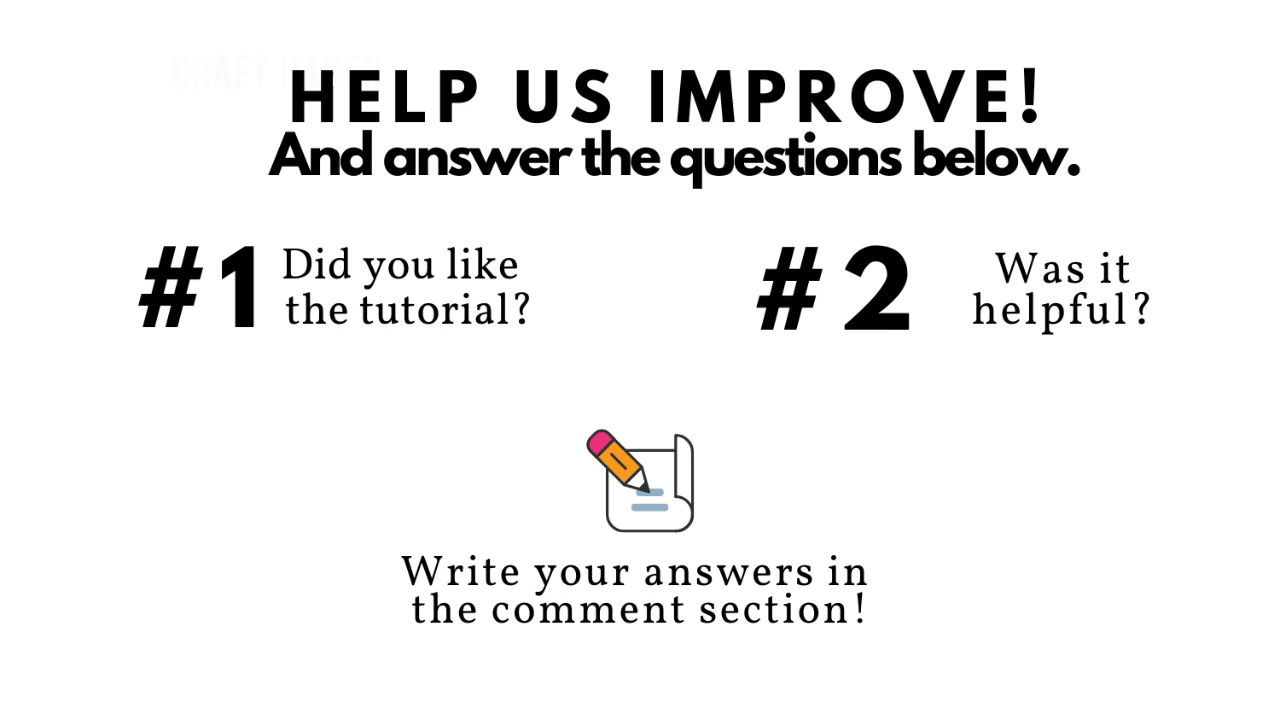 CRAFT
HELP US IMPROVE!
And answer the questions below.
#1 Did you like
the tutorial?
#2 Was it
helpful?
Write your answers in
the comment section!